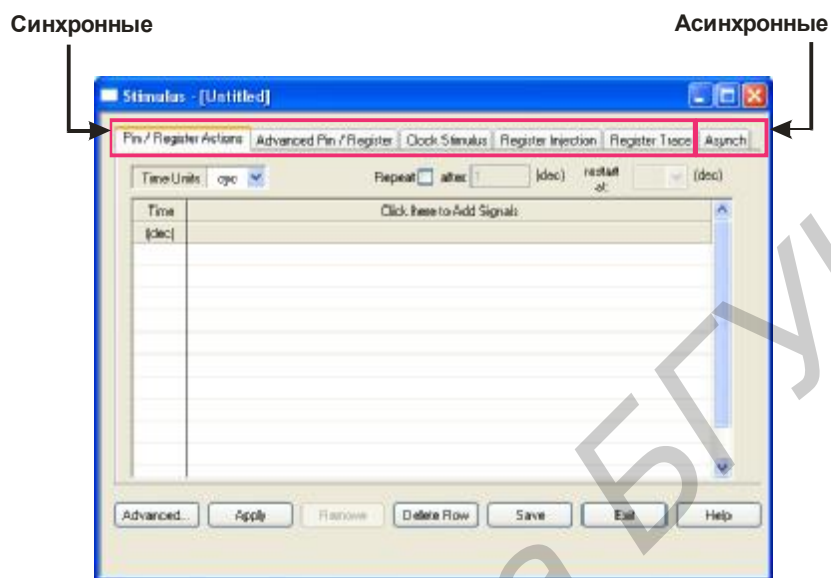 Синхронные
Асинхронные
Stimulus - [Untitled]
Pin / Register Actions
Advanced Pin / Register
Clock Stimulus
Register Injection
Register Trace
Asynch
Time Units
cyc
Repeat
after
1
(dec)
restart at:
(dec)
Time
(dec)
Click here to Add Signals
Advanced...
Apply
Remove
Delete Row
Save
Exit
Help